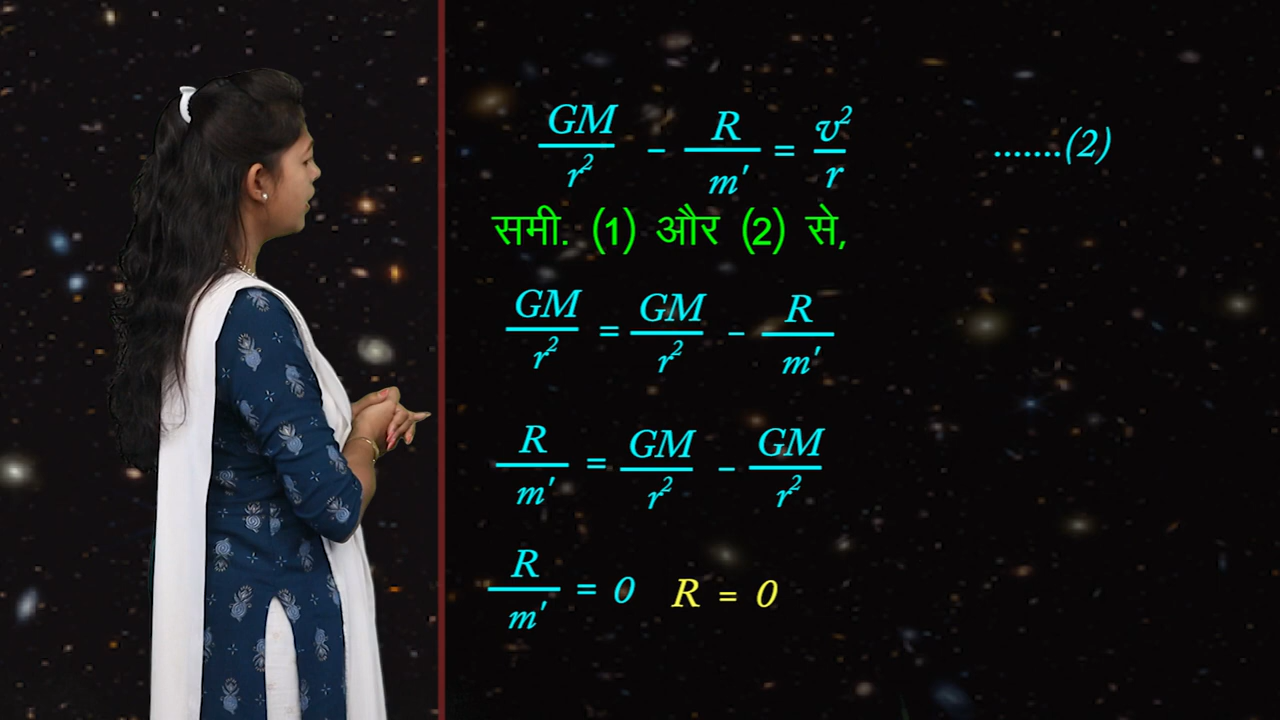 GM/r² - R/m' = v²/r .......(2)
समी. (1) और (2) से,
GM/r² = GM/r² - R/m'
R/m' = GM/r² - GM/r²
R/m' = 0 R = 0